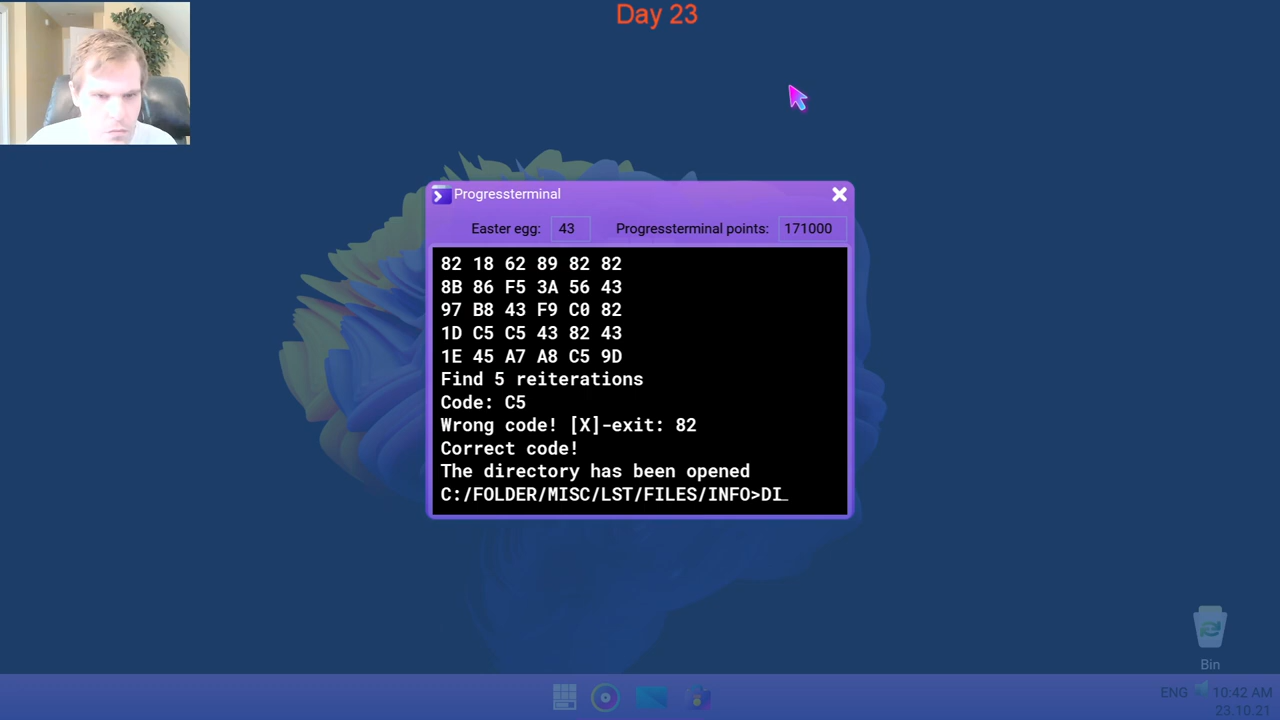 Day 23
Progressterminal
Easter egg: 43 Progressterminal points: 171000
82 18 62 89 82 82
8B 86 F5 3A 56 43
97 B8 43 F9 C0 82
1D C5 C5 43 82 43
1E 45 A7 A8 C5 9D
Find 5 reiterations
Code: C5
Wrong code! [X]-exit: 82
Correct code!
The directory has been opened
C:/FOLDER/MISC/LST/FILES/INFO>DI_
Bin
ENG 10:42 AM
23.10.21